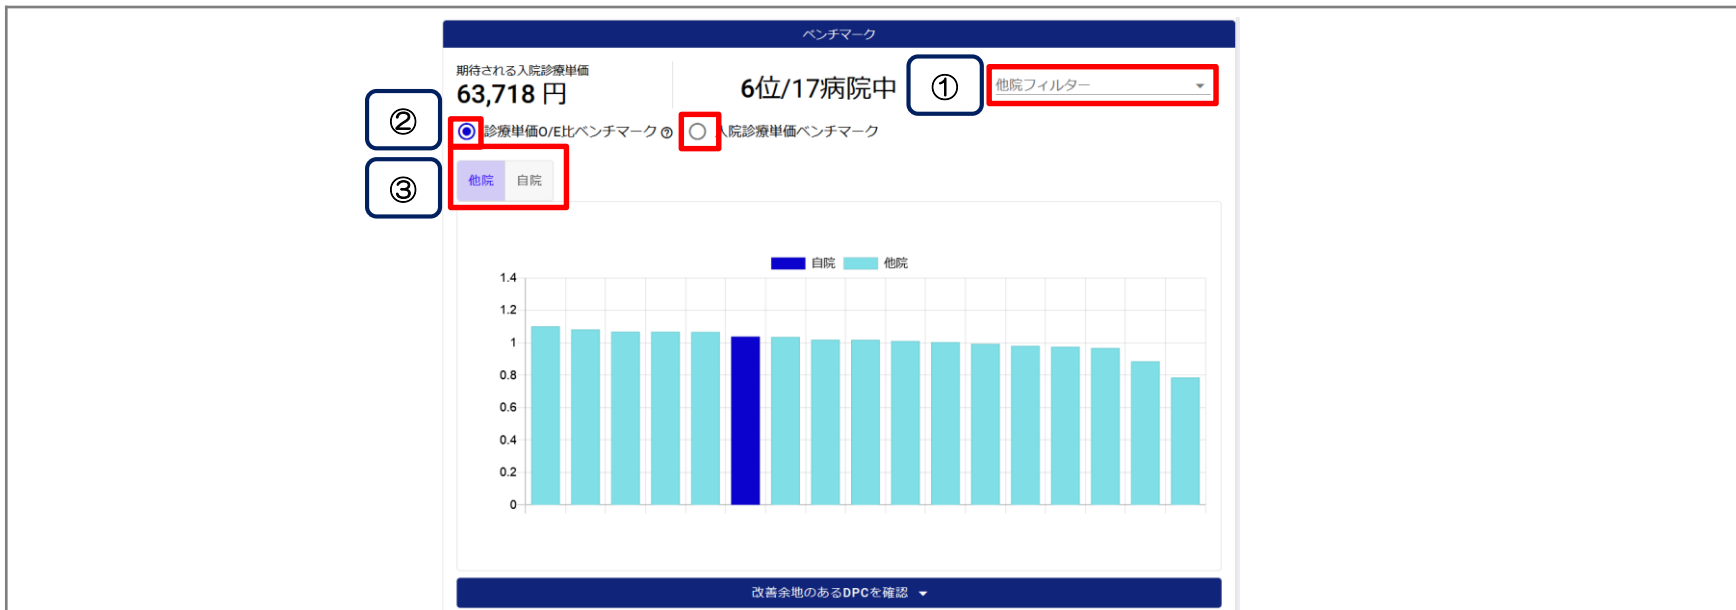 ベンチマーク
期待される入院診療単価
63,718 円
6位/17病院中
①
他院フィルター
②
診療単価O/E比ベンチマーク
入院診療単価ベンチマーク
③
他院 自院
自院 他院
1.4
1.2
1
0.8
0.6
0.4
0.2
0
改善余地のあるDPCを確認